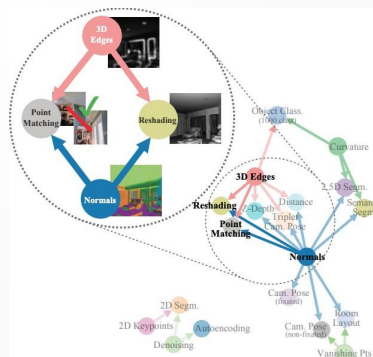 3D
Edges
Point
Matching
Reshading
Normals
Object Class.
(1000 class)
Curvature
3D Edges
2.5D Segm.
Distance
Reshading
Z-Depth
Triplet
Cam. Pose
Point
Matching
Normals
Cam. Pose
(fixated)
Room
Layout
2D Segm.
Cam. Pose
(non-fixated)
2D Keypoints
Autoencoding
Denoising
Vanishing Pts.